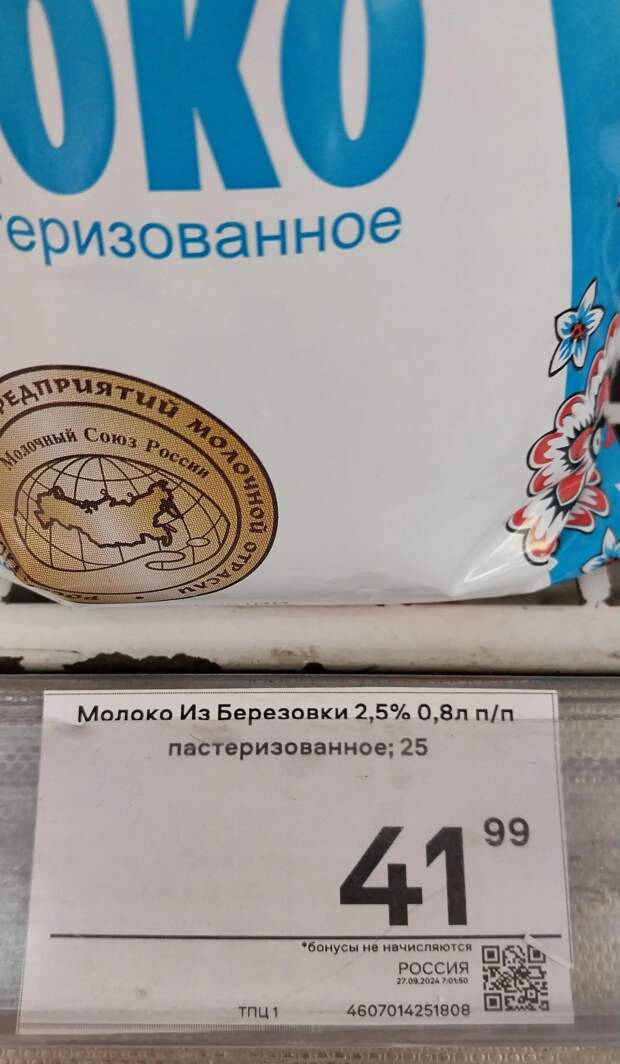 ОКО
теризованное
РЕДПРИЯТИЙ МОЛОЧНОЙ ОТРАСЛИ
Молочный Союз России
Молоко Из Березовки 2,5% 0,8л п/п
пастеризованное; 25
41 99
*бонусы не начисляются
РОССИЯ
27.09.2024 7:01:50
ТПЦ 1 4607014251808